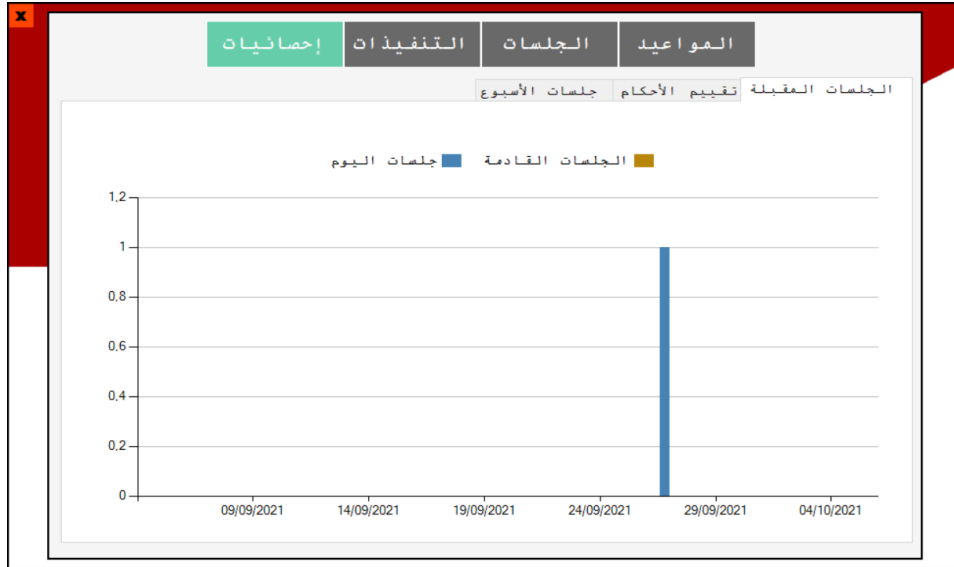 x
المواعيد الجلسات التنفيذات إحصائيات
الجلسات المقبلة تقييم الأحكام جلسات الأسبوع
الجلسات القادمة جلسات اليوم
1,2
1
0,8
0,6
0,4
0,2
0
09/09/2021 14/09/2021 19/09/2021 24/09/2021 29/09/2021 04/10/2021